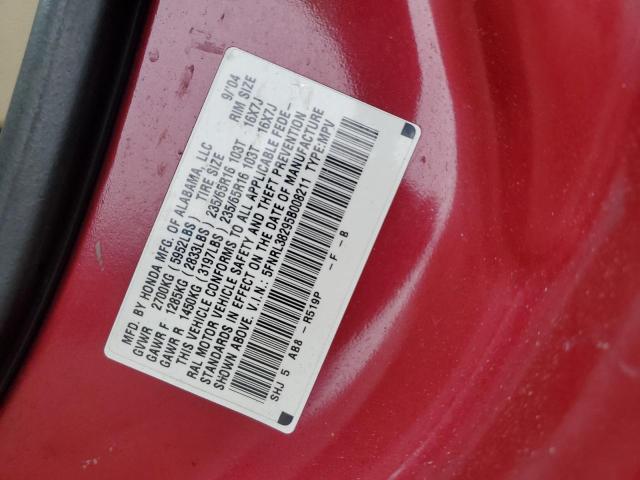 MFD. BY HONDA MFG. OF ALABAMA, LLC 9/'04
GVWR 2700KG (5952LBS) TIRE SIZE RIM SIZE
GAWR F 1285KG (2833LBS) 235/65R16 103T 16X7J
GAWR R 1450KG (3197LBS) 235/65R16 103T 16X7J
THIS VEHICLE CONFORMS TO ALL APPLICABLE FEDE-
RAL MOTOR VEHICLE SAFETY AND THEFT PREVENTION
STANDARDS IN EFFECT ON THE DATE OF MANUFACTURE
SHOWN ABOVE. V.I.N.: 5FNRL38295B008211 TYPE:MPV
SHJ 5 A88 - R519P - F - B